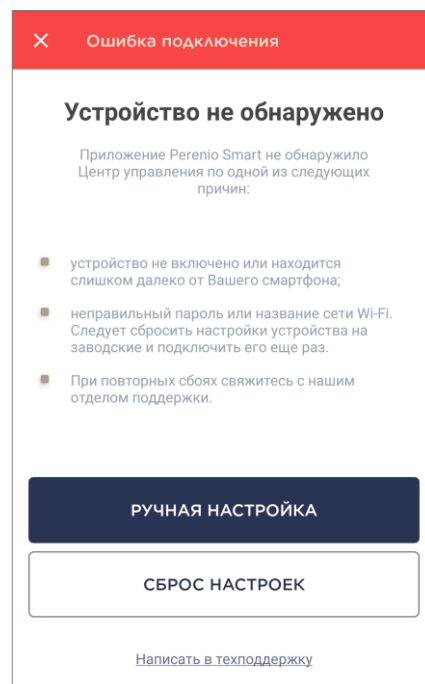 Ошибка подключения
Устройство не обнаружено
Приложение Perenio Smart не обнаружило
Центр управления по одной из следующих
причин:
устройство не включено или находится
слишком далеко от Вашего смартфона;
неправильный пароль или название сети Wi-Fi.
Следует сбросить настройки устройства на
заводские и подключить его еще раз.
При повторных сбоях свяжитесь с нашим
отделом поддержки.
РУЧНАЯ НАСТРОЙКА
СБРОС НАСТРОЕК
Написать в техподдержку